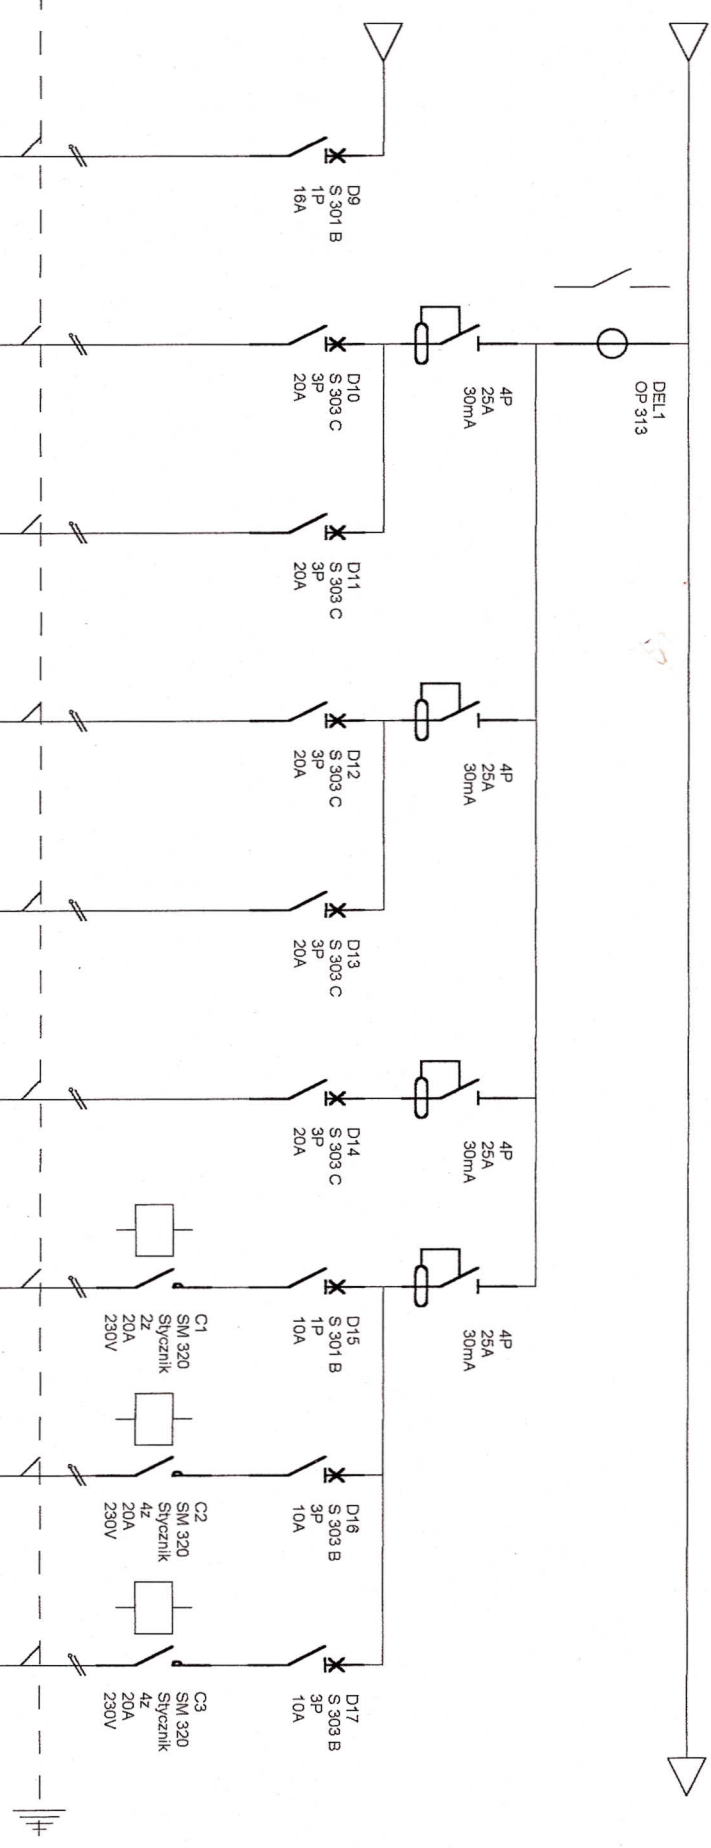 D9
S 301 B
1P
16A
DEL1
OP 313
4P
25A
30mA
D10
S 303 C
3P
20A
D11
S 303 C
3P
20A
4P
25A
30mA
D12
S 303 C
3P
20A
D13
S 303 C
3P
20A
4P
25A
30mA
D14
S 303 C
3P
20A
4P
25A
30mA
D15
S 301 B
1P
10A
C1
SM 320
Stycznik
2z
20A
230V
D16
S 303 B
3P
10A
C2
SM 320
Stycznik
4z
20A
230V
D17
S 303 B
3P
10A
C3
SM 320
Stycznik
4z
20A
230V